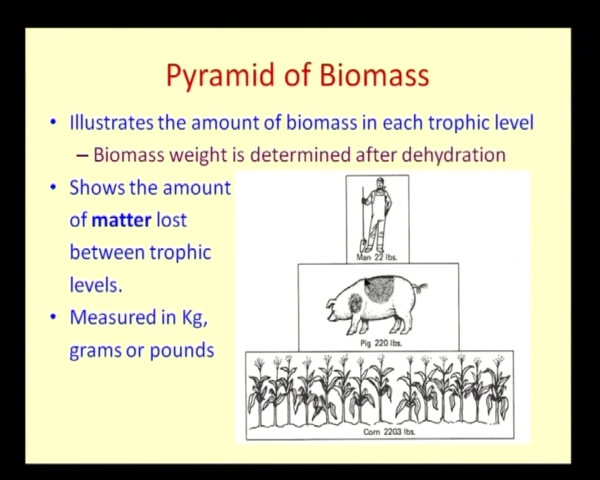 Pyramid of Biomass
• Illustrates the amount of biomass in each trophic level
– Biomass weight is determined after dehydration
• Shows the amount
of matter lost
between trophic
levels.
• Measured in Kg,
grams or pounds
Man 22 lbs.
Pig 220 lbs.
Corn 2203 lbs.